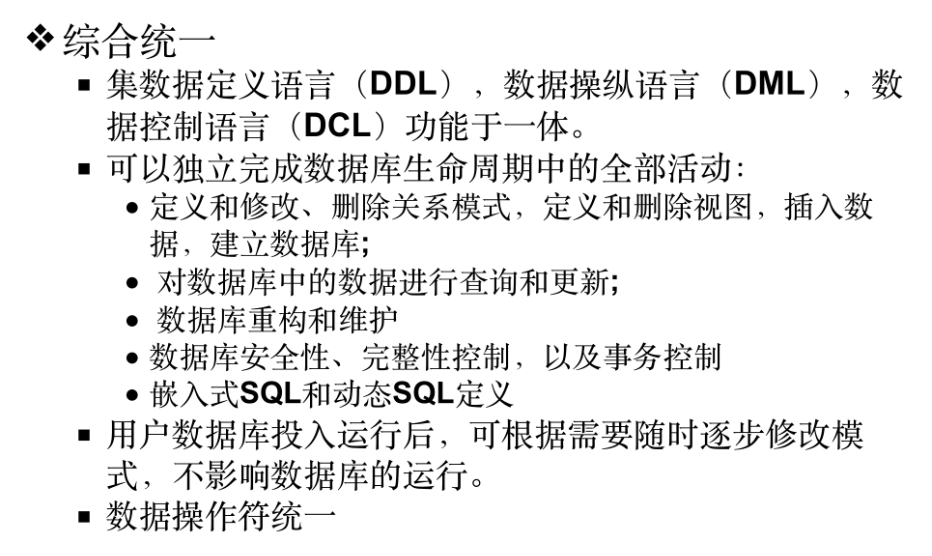 ❖综合统一
▪ 集数据定义语言（DDL），数据操纵语言（DML），数
据控制语言（DCL）功能于一体。
▪ 可以独立完成数据库生命周期中的全部活动：
• 定义和修改、删除关系模式，定义和删除视图，插入数
据，建立数据库;
• 对数据库中的数据进行查询和更新;
• 数据库重构和维护
• 数据库安全性、完整性控制，以及事务控制
• 嵌入式SQL和动态SQL定义
▪ 用户数据库投入运行后，可根据需要随时逐步修改模
式，不影响数据库的运行。
▪ 数据操作符统一